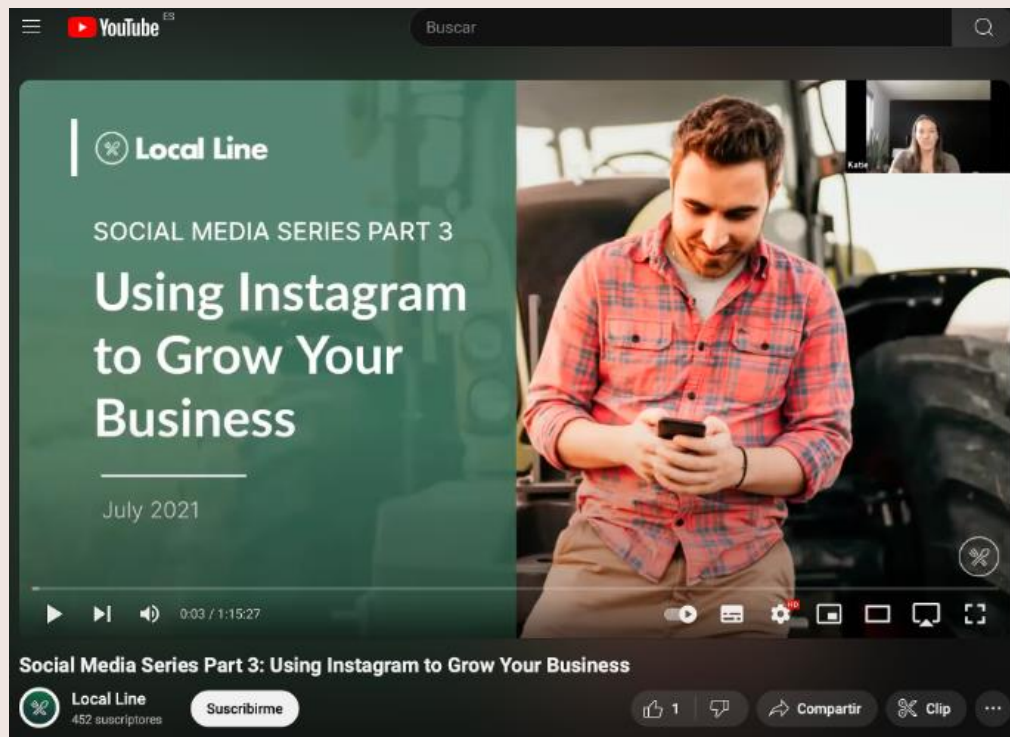 YouTube ES
Buscar
Local Line
Katie
SOCIAL MEDIA SERIES PART 3
Using Instagram
to Grow Your
Business
July 2021
0:03 / 1:15:27
HD
Social Media Series Part 3: Using Instagram to Grow Your Business
Local Line
452 suscriptores
Suscribirme
1
Compartir
Clip